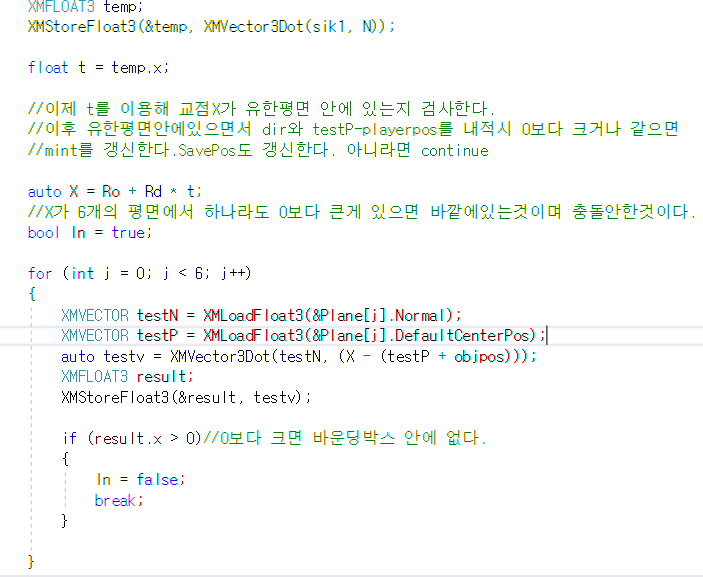 XMFLOAT3 temp;
XMStoreFloat3(&temp, XMVector3Dot(sik1, N));
float t = temp.x;
//이제 t를 이용해 교점X가 유한평면 안에 있는지 검사한다.
//이후 유한평면안에있으면서 dir와 testP-playerpos를 내적시 0보다 크거나 같으면
//mint를 갱신한다.SavePos도 갱신한다. 아니라면 continue
auto X = Ro + Rd * t;
//X가 6개의 평면에서 하나라도 0보다 큰게 있으면 바깥에있는것이며 충돌안한것이다.
bool In = true;
for (int j = 0; j < 6; j++)
{
XMVECTOR testN = XMLoadFloat3(&Plane[j].Normal);
XMVECTOR testP = XMLoadFloat3(&Plane[j].DefaultCenterPos);
auto testv = XMVector3Dot(testN, (X - (testP + objpos)));
XMFLOAT3 result;
XMStoreFloat3(&result, testv);
if (result.x > 0)//0보다 크면 바운딩박스 안에 없다.
{
In = false;
break;
}
}